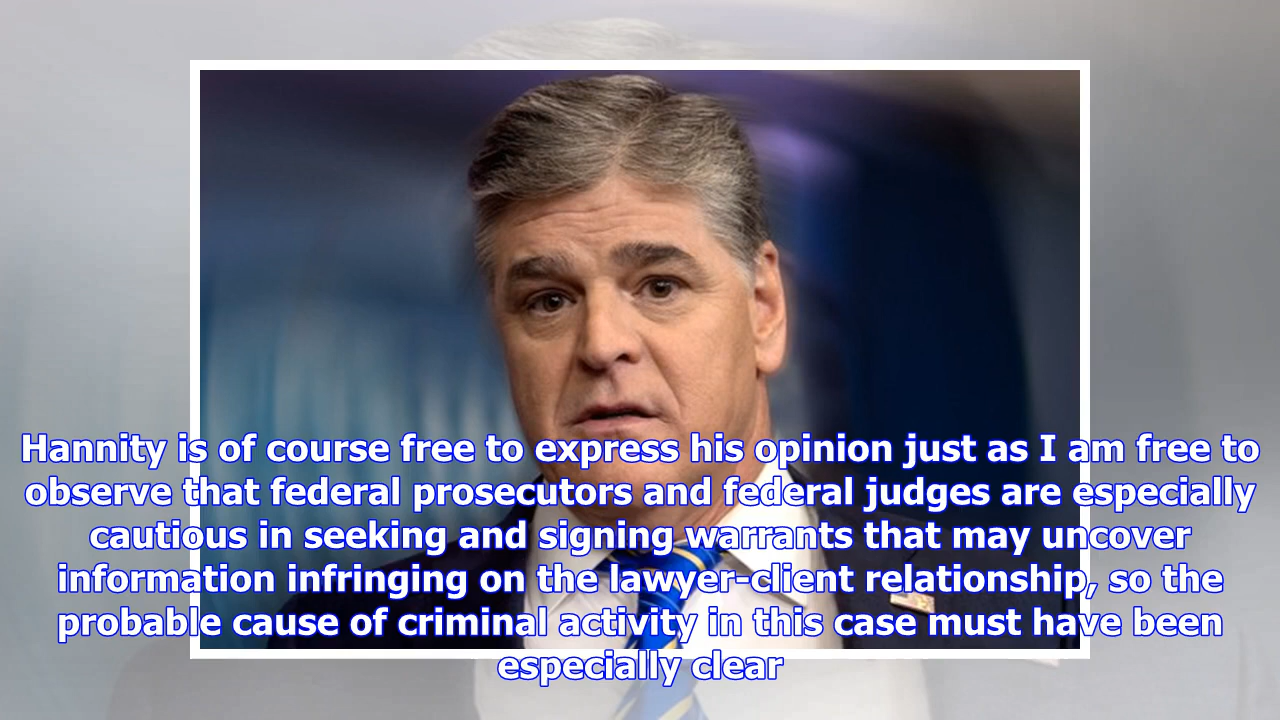 Hannity is of course free to express his opinion just as I am free to
observe that federal prosecutors and federal judges are especially
cautious in seeking and signing warrants that may uncover
information infringing on the lawyer-client relationship, so the
probable cause of criminal activity in this case must have been
especially clear